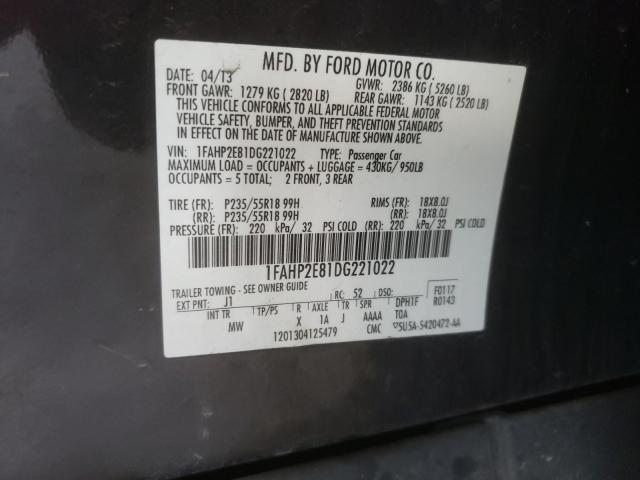 MFD. BY FORD MOTOR CO.
DATE: 04/13 GVWR: 2386 KG ( 5260 LB)
FRONT GAWR: 1279 KG ( 2820 LB) REAR GAWR: 1143 KG ( 2520 LB)
THIS VEHICLE CONFORMS TO ALL APPLICABLE FEDERAL MOTOR
VEHICLE SAFETY, BUMPER, AND THEFT PREVENTION STANDARDS
IN EFFECT ON THE DATE OF MANUFACTURE SHOWN ABOVE.
VIN: 1FAHP2E81DG221022 TYPE: Passenger Car
MAXIMUM LOAD = OCCUPANTS + LUGGAGE = 430KG/ 950LB
OCCUPANTS = 5 TOTAL; 2 FRONT, 3 REAR
TIRE (FR): P235/55R18 99H RIMS (FR): 18X8.0J
(RR): P235/55R18 99H (RR): 18X8.0J
PRESSURE (FR): 220 kPa/ 32 PSI COLD (RR): 220 kPa/ 32 PSI COLD
1FAHP2E81DG221022
TRAILER TOWING - SEE OWNER GUIDE
EXT PNT: J1 RC: 52 DSO: F0117
TP/PS R AXLE TR SPR DPH1F R0143
MW X 1A J AAAA TOA
1201304125479 CMC 5U5A-5420472-AA